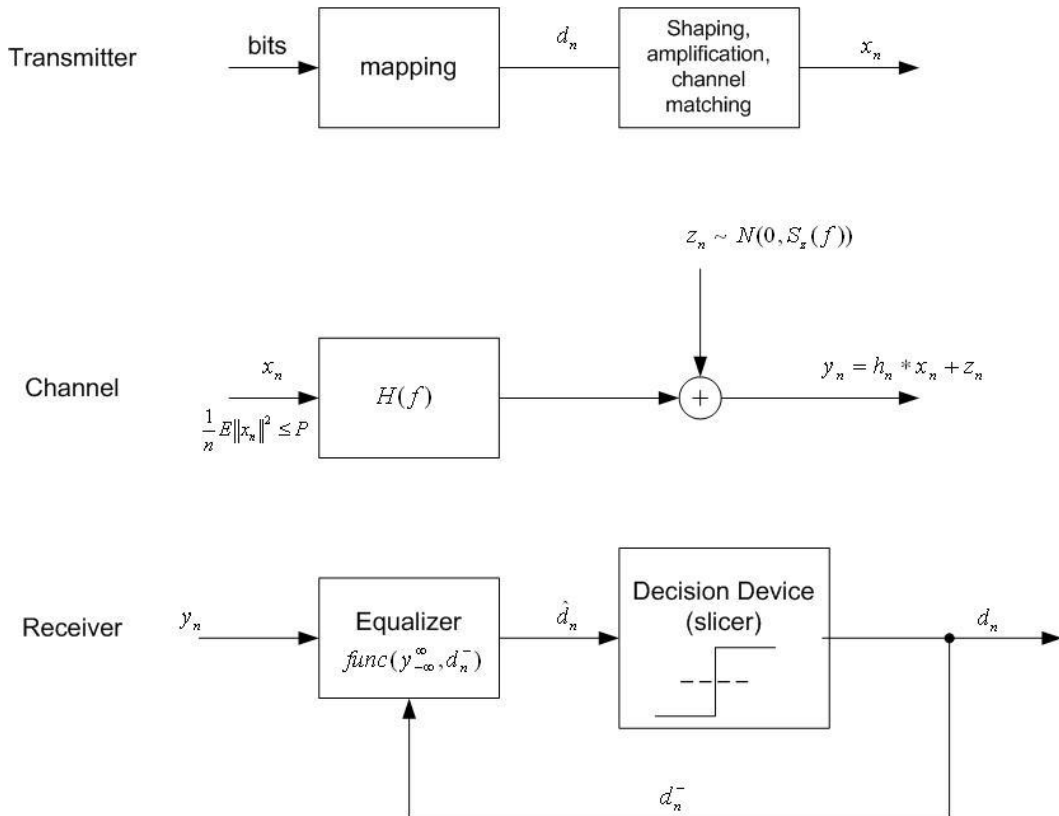 Transmitter
bits
mapping
d_n
Shaping,
amplification,
channel
matching
x_n
z_n ~ N(0, S_z(f))
Channel
x_n
1/n E‖x_n‖² ≤ P
H(f)
+
y_n = h_n * x_n + z_n
Receiver
y_n
Equalizer
func(y_{-∞}^{∞}, d_n^-)
d̂_n
Decision Device
(slicer)
d_n
d_n^-